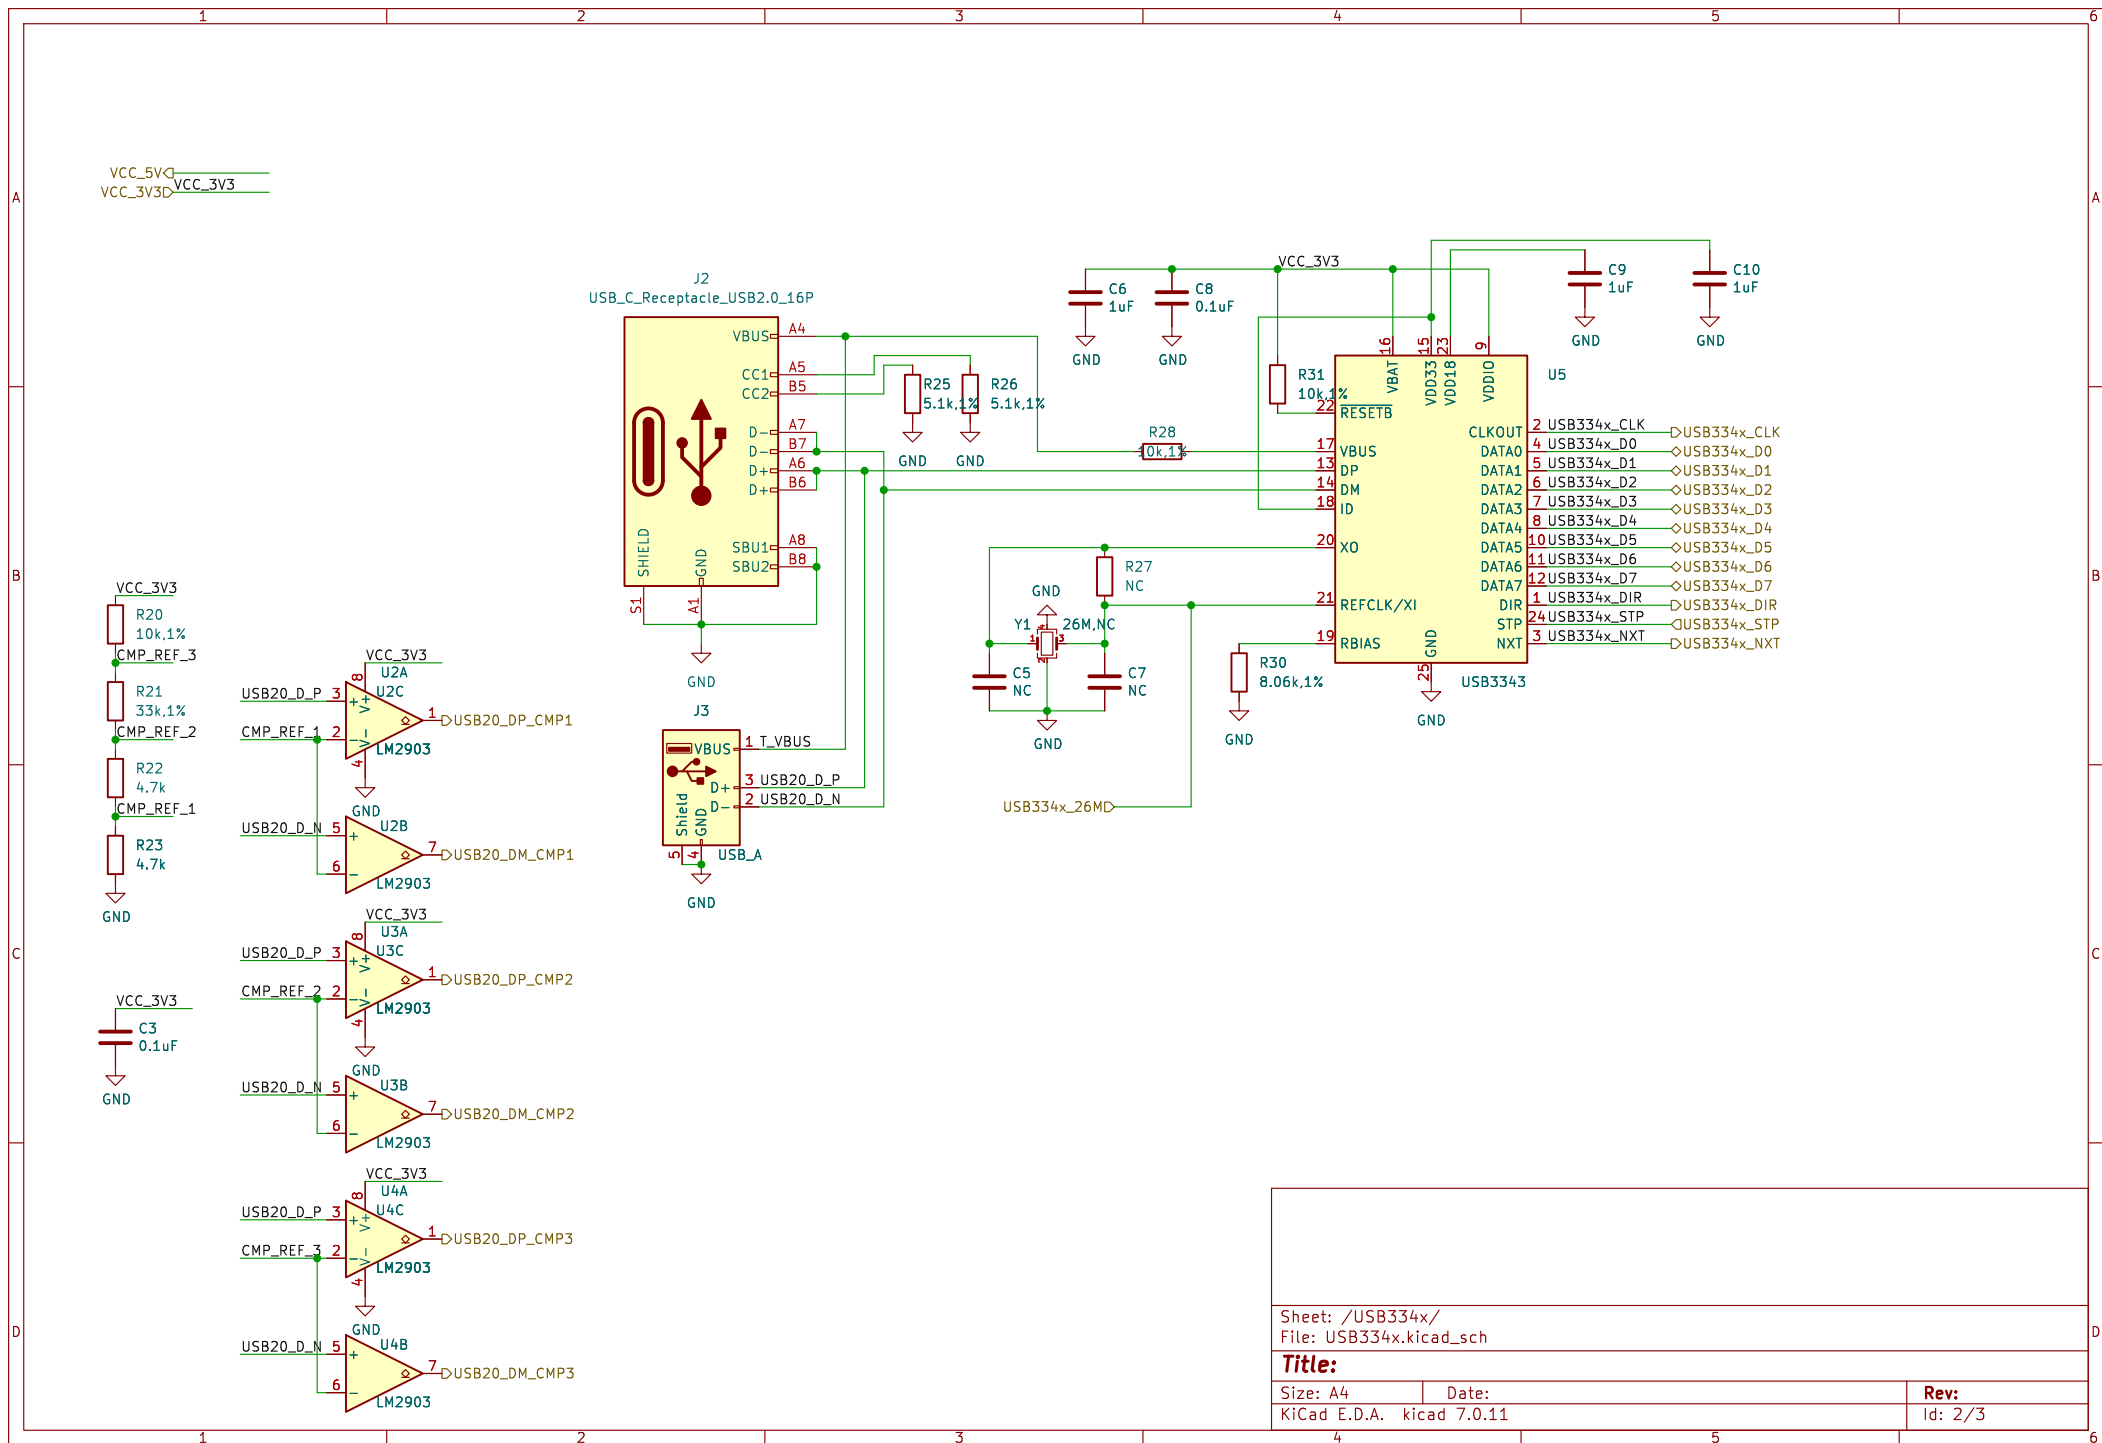 1 2 3 4 5 6
A A
B B
C C
D D
1 2 3 4 5 6
VCC_5V
VCC_3V3 VCC_3V3
VCC_3V3
R20
10k,1%
CMP_REF_3
R21
33k,1%
CMP_REF_2
R22
4.7k
CMP_REF_1
R23
4.7k
GND
VCC_3V3
C3
0.1uF
GND
VCC_3V3
U2A
U2C
USB20_D_P 3 + 8 V+
1 USB20_DP_CMP1
CMP_REF_1 2 - V-
LM2903
4
GND
U2B
USB20_D_N 5 +
7 USB20_DM_CMP1
6 -
LM2903
VCC_3V3
U3A
U3C
USB20_D_P 3 + 8 V+
1 USB20_DP_CMP2
CMP_REF_2 2 - V-
LM2903
4
GND
U3B
USB20_D_N 5 +
7 USB20_DM_CMP2
6 -
LM2903
VCC_3V3
U4A
U4C
USB20_D_P 3 + 8 V+
1 USB20_DP_CMP3
CMP_REF_3 2 - V-
LM2903
4
GND
U4B
USB20_D_N 5 +
7 USB20_DM_CMP3
6 -
LM2903
J2
USB_C_Receptacle_USB2.0_16P
VBUS A4
CC1 A5
CC2 B5
D- A7
D- B7
D+ A6
D+ B6
SBU1 A8
SBU2 B8
SHIELD GND
S1 A1
GND
R25
5.1k,1%
GND
R26
5.1k,1%
GND
J3
VBUS 1 T_VBUS
D+ 3 USB20_D_P
D- 2 USB20_D_N
Shield GND
5 4
USB_A
GND
C6
1uF
GND
C8
0.1uF
GND
VCC_3V3
R31
10k,1%
R28
10k,1%
R27
NC
GND
Y1 26M,NC
1 2 3 4
C5
NC
C7
NC
GND
USB334x_26M
R30
8.06k,1%
GND
C9
1uF
GND
C10
1uF
GND
U5
16 15 23 9
VBAT VDD33 VDD18 VDDIO
22 RESETB
17 VBUS
13 DP
14 DM
18 ID
20 XO
21 REFCLK/XI
19 RBIAS
CLKOUT 2 USB334x_CLK USB334x_CLK
DATA0 4 USB334x_D0 USB334x_D0
DATA1 5 USB334x_D1 USB334x_D1
DATA2 6 USB334x_D2 USB334x_D2
DATA3 7 USB334x_D3 USB334x_D3
DATA4 8 USB334x_D4 USB334x_D4
DATA5 10 USB334x_D5 USB334x_D5
DATA6 11 USB334x_D6 USB334x_D6
DATA7 12 USB334x_D7 USB334x_D7
DIR 1 USB334x_DIR USB334x_DIR
STP 24 USB334x_STP USB334x_STP
NXT 3 USB334x_NXT USB334x_NXT
GND
25
USB3343
GND
Sheet: /USB334x/
File: USB334x.kicad_sch
Title:
Size: A4 Date: Rev:
KiCad E.D.A. kicad 7.0.11 Id: 2/3